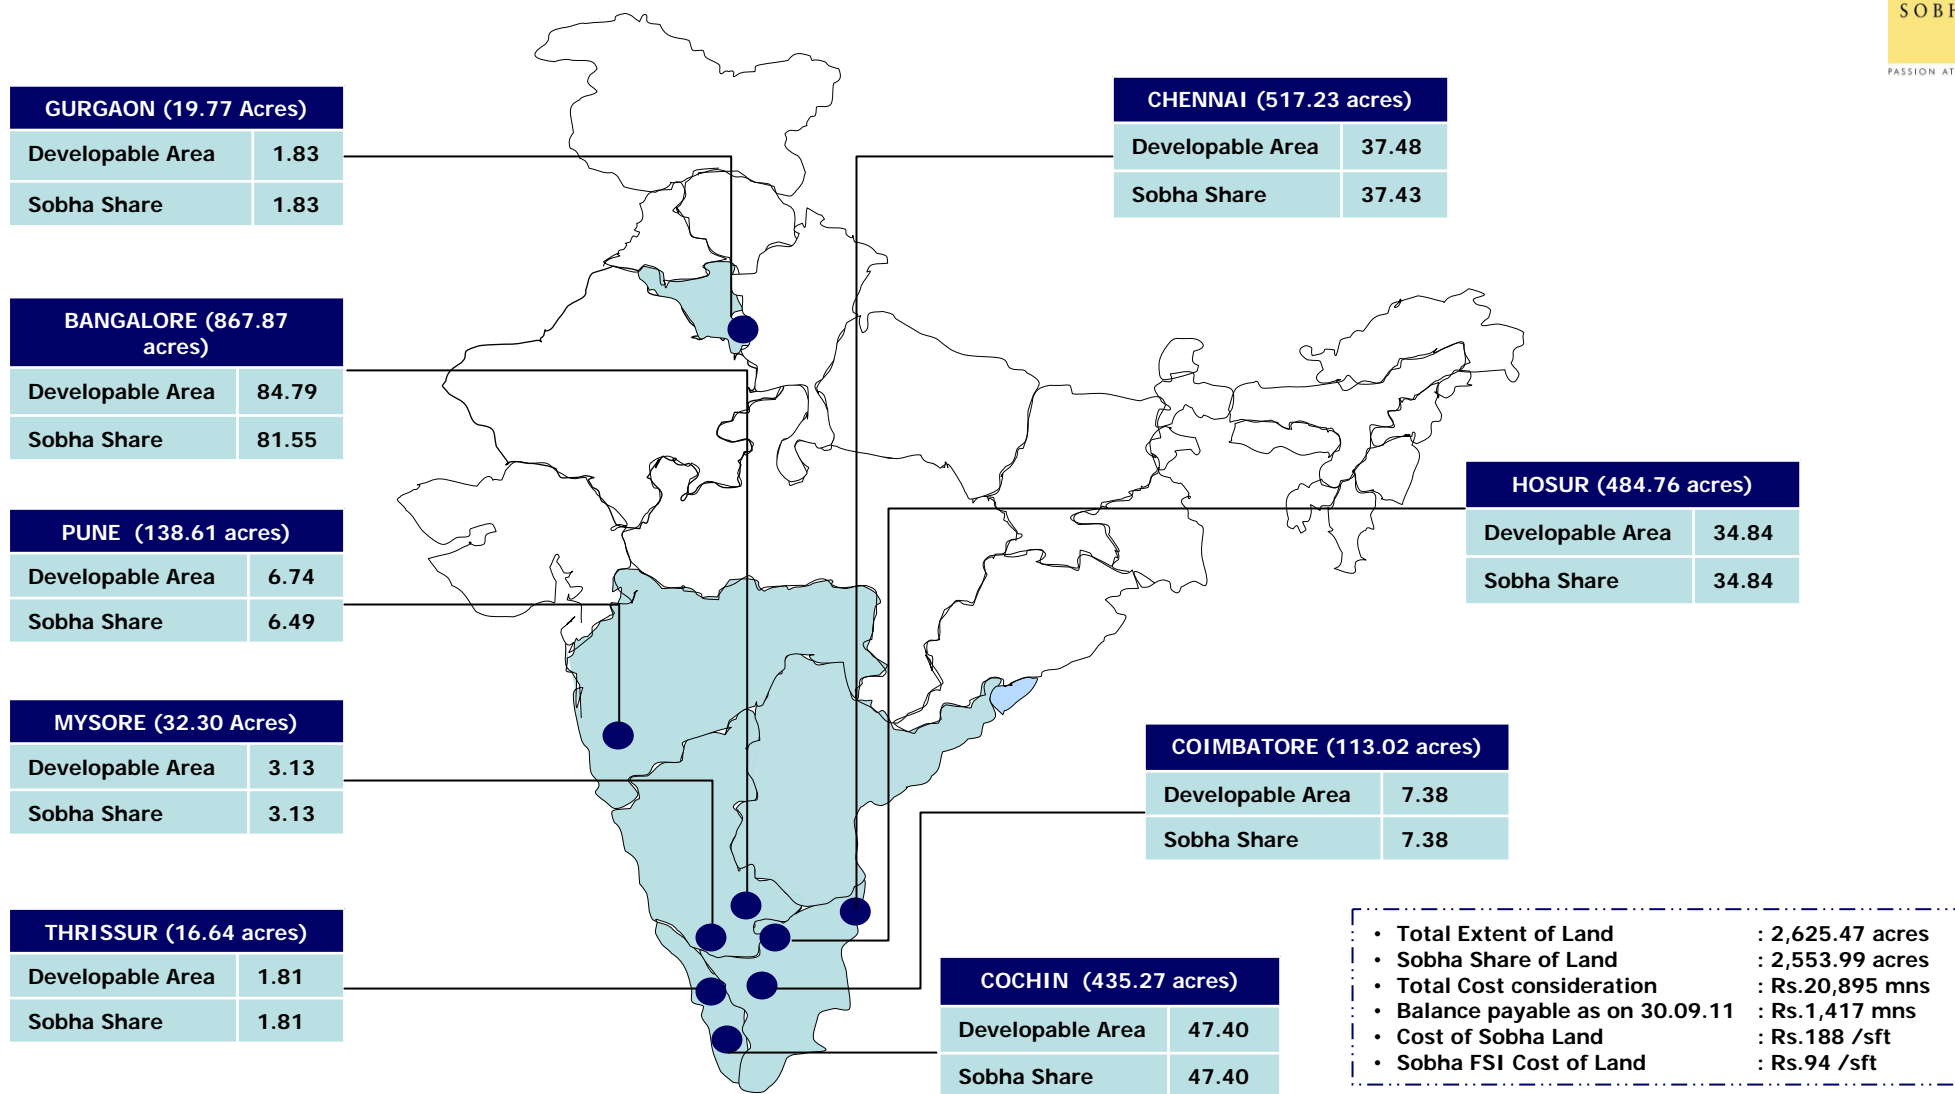 SOBH
PASSION AT
GURGAON (19.77 Acres)
Developable Area 1.83
Sobha Share 1.83
BANGALORE (867.87
acres)
Developable Area 84.79
Sobha Share 81.55
PUNE (138.61 acres)
Developable Area 6.74
Sobha Share 6.49
MYSORE (32.30 Acres)
Developable Area 3.13
Sobha Share 3.13
THRISSUR (16.64 acres)
Developable Area 1.81
Sobha Share 1.81
CHENNAI (517.23 acres)
Developable Area 37.48
Sobha Share 37.43
HOSUR (484.76 acres)
Developable Area 34.84
Sobha Share 34.84
COIMBATORE (113.02 acres)
Developable Area 7.38
Sobha Share 7.38
COCHIN (435.27 acres)
Developable Area 47.40
Sobha Share 47.40
• Total Extent of Land : 2,625.47 acres
• Sobha Share of Land : 2,553.99 acres
• Total Cost consideration : Rs.20,895 mns
• Balance payable as on 30.09.11 : Rs.1,417 mns
• Cost of Sobha Land : Rs.188 /sft
• Sobha FSI Cost of Land : Rs.94 /sft